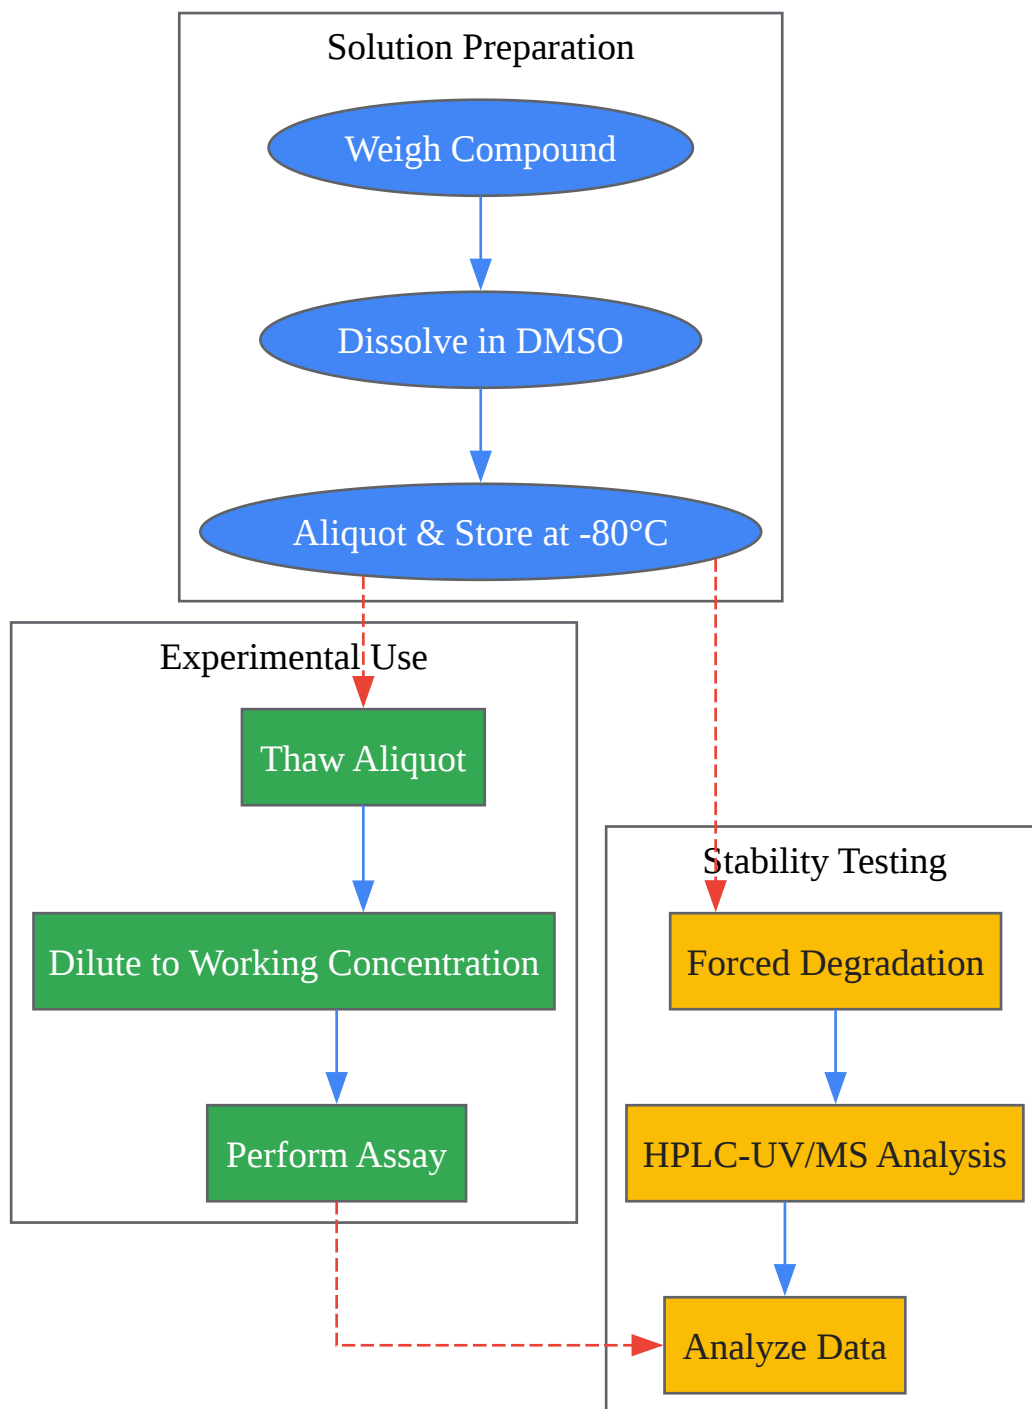 Solution Preparation
Weigh Compound
Dissolve in DMSO
Aliquot & Store at -80°C
Experimental Use
Thaw Aliquot
Dilute to Working Concentration
Perform Assay
Stability Testing
Forced Degradation
HPLC-UV/MS Analysis
Analyze Data